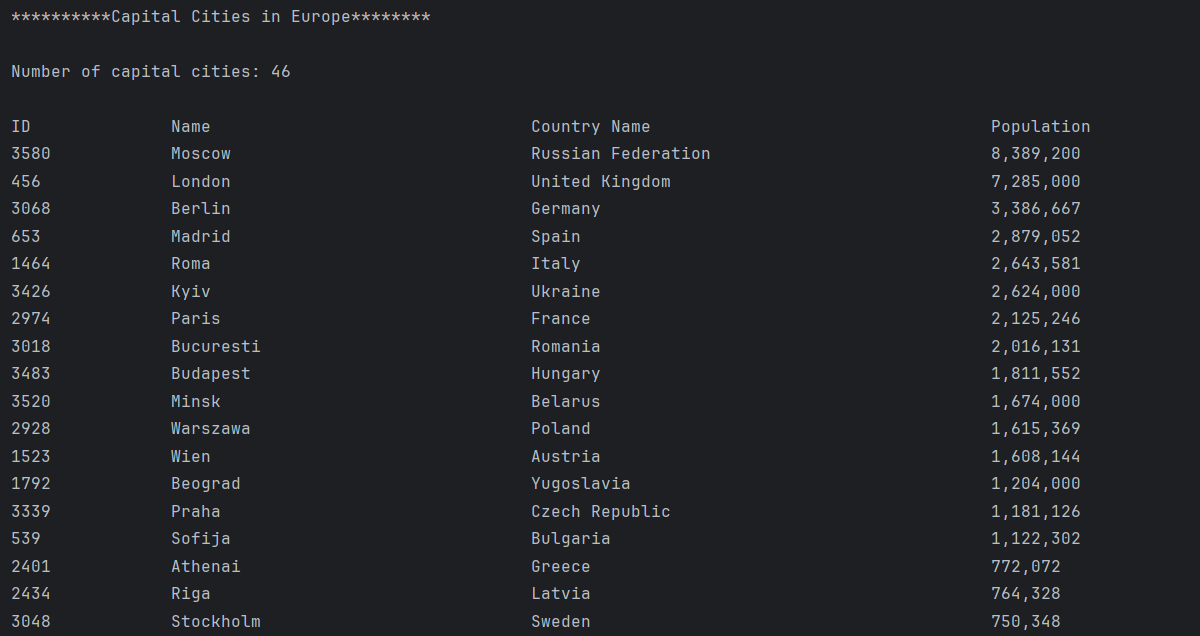 **********Capital Cities in Europe********
Number of capital cities: 46
ID Name Country Name Population
3580 Moscow Russian Federation 8,389,200
456 London United Kingdom 7,285,000
3068 Berlin Germany 3,386,667
653 Madrid Spain 2,879,052
1464 Roma Italy 2,643,581
3426 Kyiv Ukraine 2,624,000
2974 Paris France 2,125,246
3018 Bucuresti Romania 2,016,131
3483 Budapest Hungary 1,811,552
3520 Minsk Belarus 1,674,000
2928 Warszawa Poland 1,615,369
1523 Wien Austria 1,608,144
1792 Beograd Yugoslavia 1,204,000
3339 Praha Czech Republic 1,181,126
539 Sofija Bulgaria 1,122,302
2401 Athenai Greece 772,072
2434 Riga Latvia 764,328
3048 Stockholm Sweden 750,348